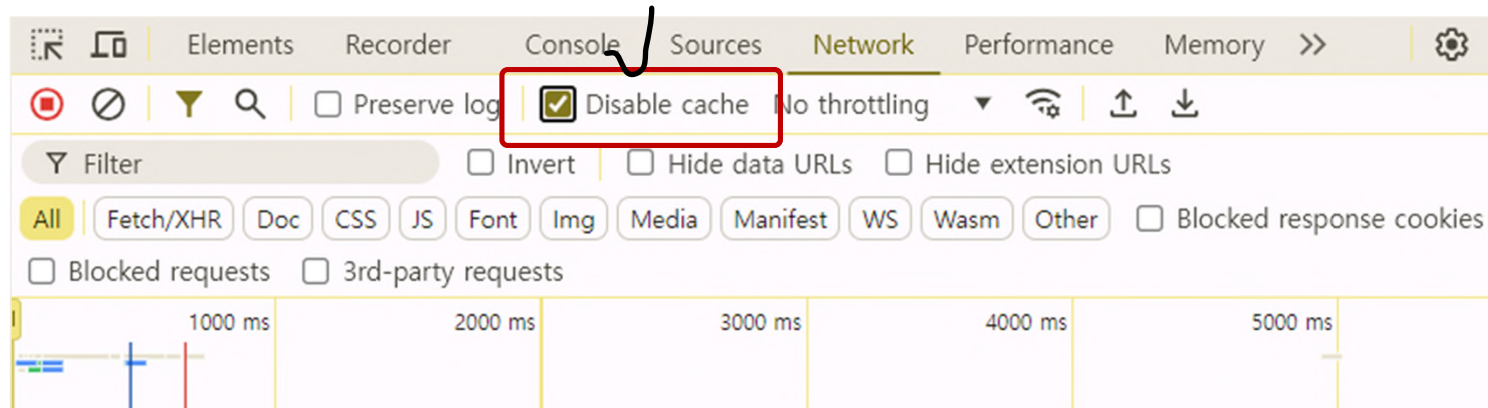 Elements Recorder Console Sources Network Performance Memory
Preserve log Disable cache No throttling
Filter Invert Hide data URLs Hide extension URLs
All Fetch/XHR Doc CSS JS Font Img Media Manifest WS Wasm Other Blocked response cookies
Blocked requests 3rd-party requests
1000 ms 2000 ms 3000 ms 4000 ms 5000 ms